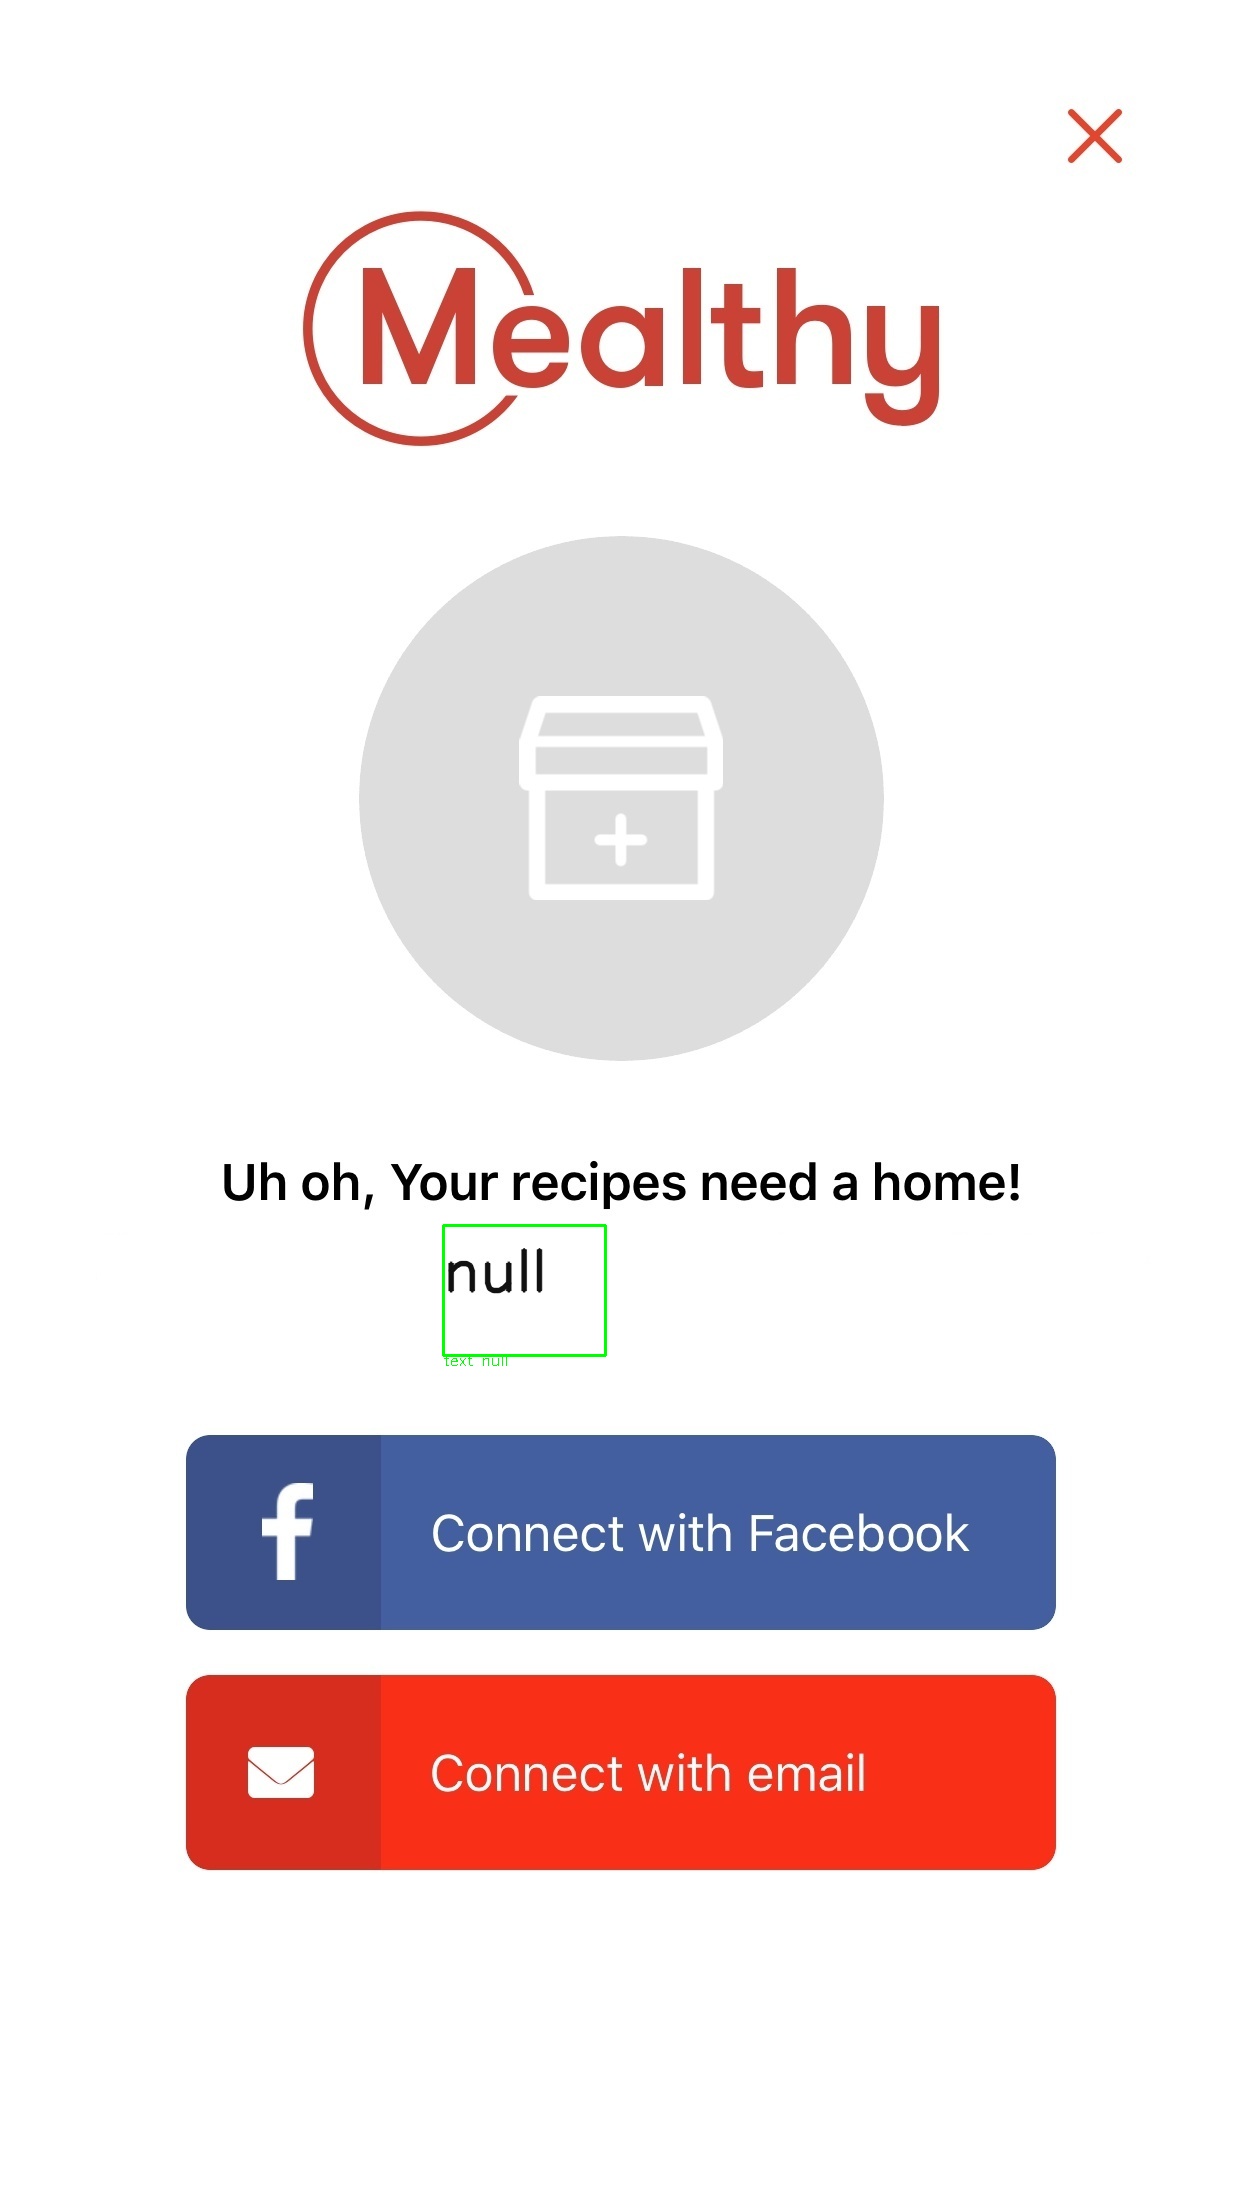 Mealthy
Uh oh, Your recipes need a home!
null
text null
Connect with Facebook
Connect with email